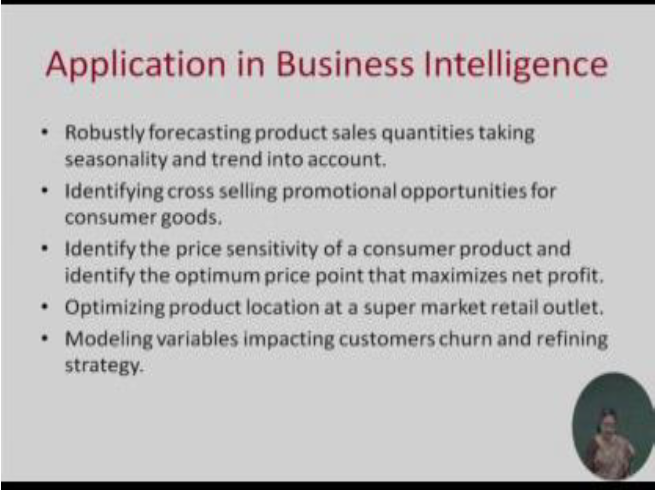 Application in Business Intelligence
• Robustly forecasting product sales quantities taking
seasonality and trend into account.
• Identifying cross selling promotional opportunities for
consumer goods.
• Identify the price sensitivity of a consumer product and
identify the optimum price point that maximizes net profit.
• Optimizing product location at a super market retail outlet.
• Modeling variables impacting customers churn and refining
strategy.